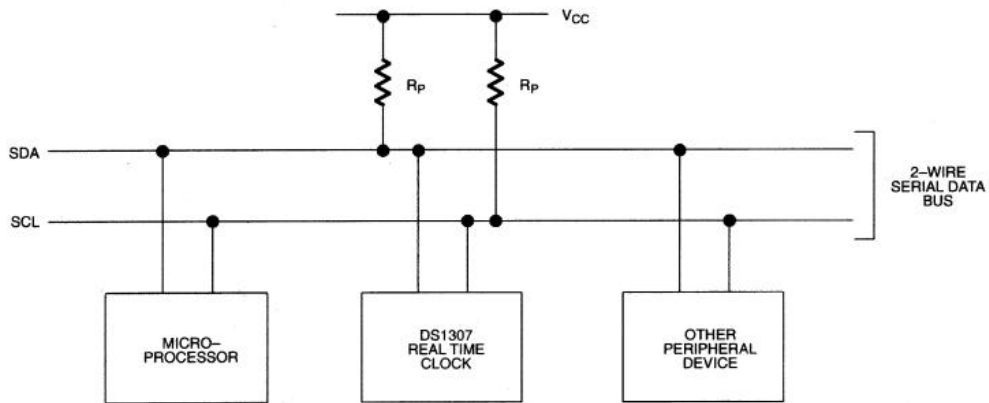 VCC
RP
RP
SDA
SCL
2–WIRE
SERIAL DATA
BUS
MICRO–
PROCESSOR
DS1307
REAL TIME
CLOCK
OTHER
PERIPHERAL
DEVICE